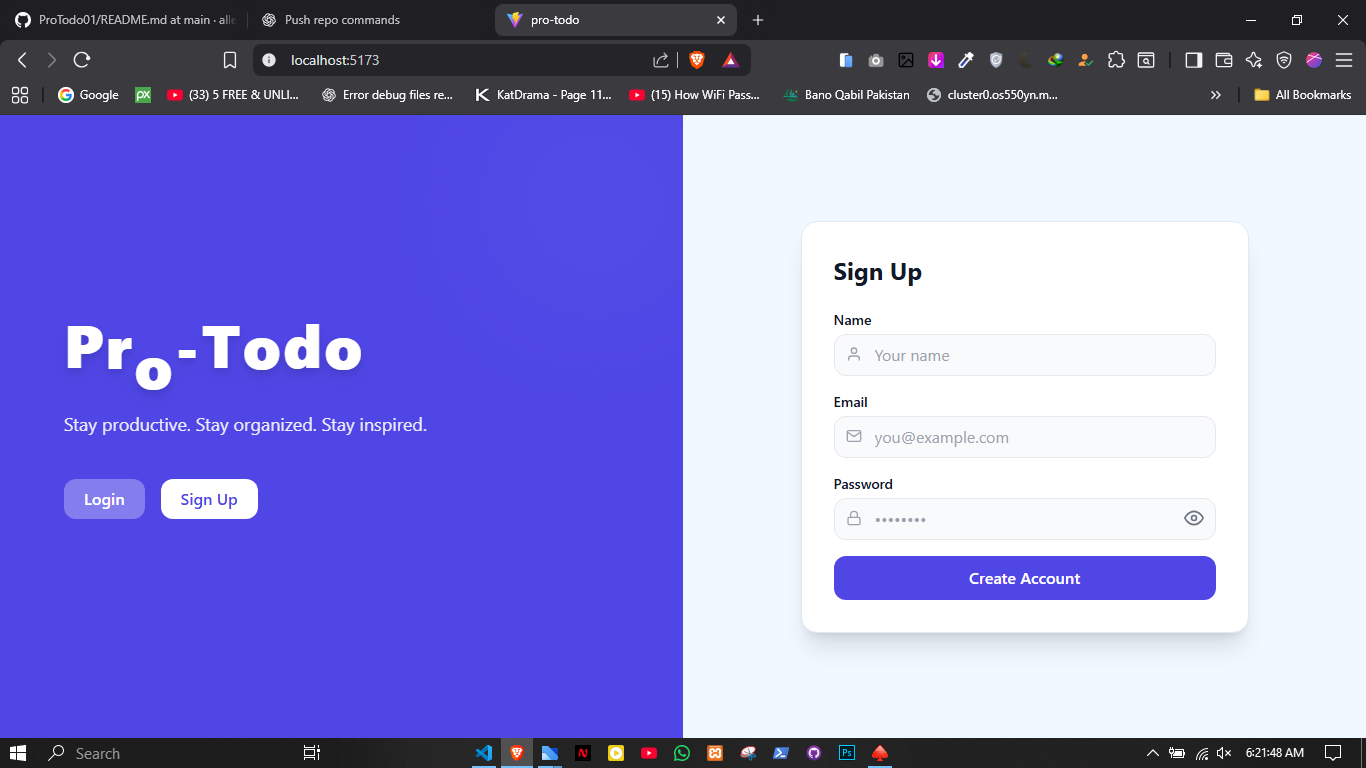 ProTodo01/README.md at main · alle
Push repo commands
pro-todo
localhost:5173
Google
(33) 5 FREE & UNLI...
Error debug files re...
KatDrama - Page 11...
(15) How WiFi Pass...
Bano Qabil Pakistan
cluster0.os550yn.m...
All Bookmarks
Pro-Todo
Stay productive. Stay organized. Stay inspired.
Login
Sign Up
Sign Up
Name
Your name
Email
you@example.com
Password
••••••••
Create Account
Search
6:21:48 AM